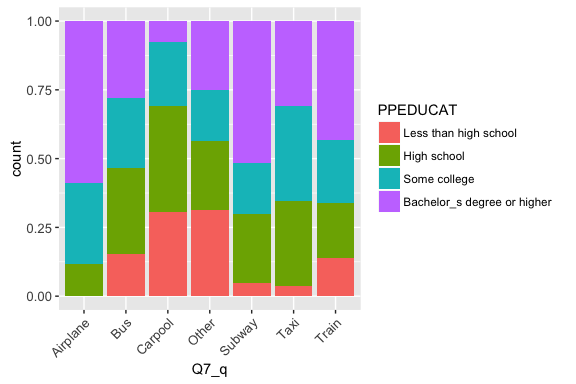 1.00
0.75
0.50
0.25
0.00
count
Airplane
Bus
Carpool
Other
Subway
Taxi
Train
Q7_q
PPEDUCAT
Less than high school
High school
Some college
Bachelor_s degree or higher